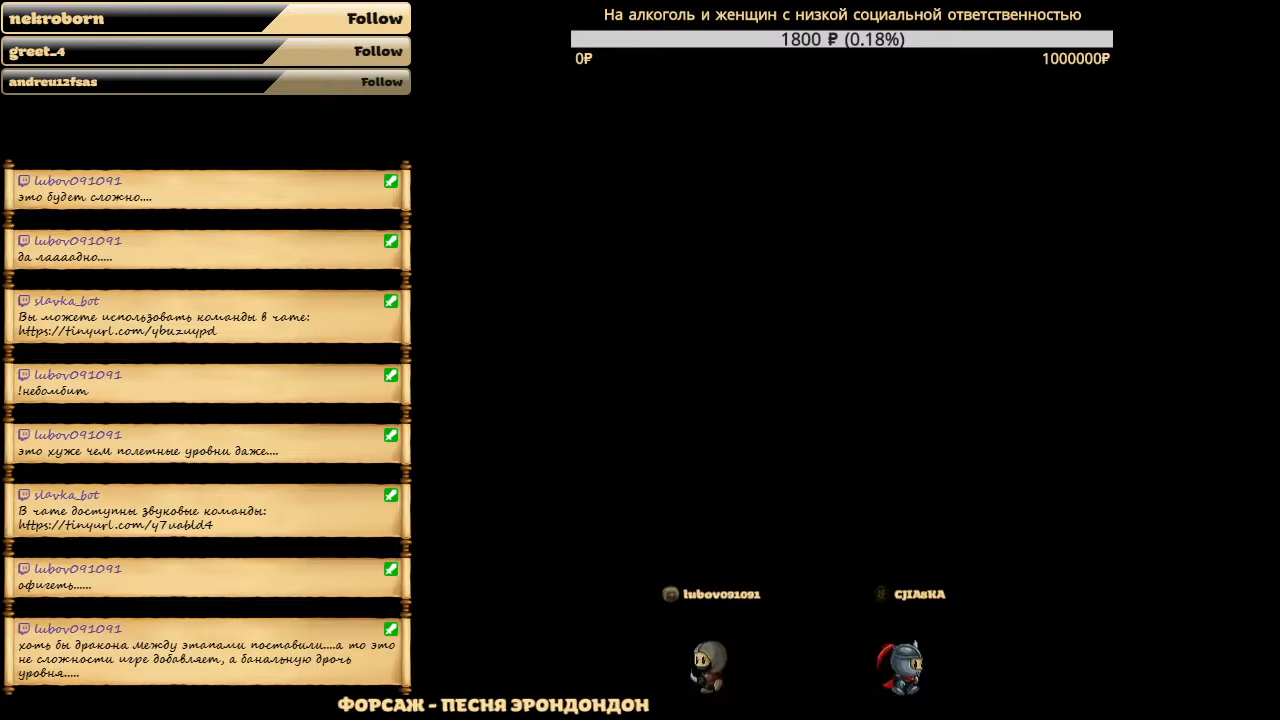 nekroborn Follow
greet_4 Follow
andreu12fsas Follow
На алкоголь и женщин с низкой социальной ответственностью
1800 ₽ (0.18%)
0₽ 1000000₽
lubov091091
это будет сложно....
lubov091091
да лаааадно.....
slavka_bot
Вы можете использовать команды в чате:
https://tinyurl.com/ybuzuypd
lubov091091
!небомбит
lubov091091
это хуже чем полетные уровни даже....
slavka_bot
В чате доступны звуковые команды:
https://tinyurl.com/y7uabld4
lubov091091
офигеть......
lubov091091
хоть бы дракона между этапами поставили....а то это
не сложности игре добавляет, а банальную дрочь
уровня.....
lubov091091
СJIA8KA
ФОРСАЖ - ПЕСНЯ ЭРОНДОНДОН